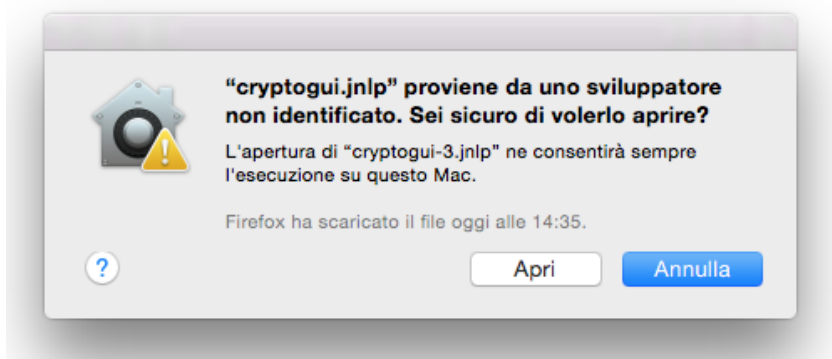 “cryptogui.jnlp” proviene da uno sviluppatore
non identificato. Sei sicuro di volerlo aprire?
L'apertura di “cryptogui-3.jnlp” ne consentirà sempre
l'esecuzione su questo Mac.
Firefox ha scaricato il file oggi alle 14:35.
?
Apri
Annulla